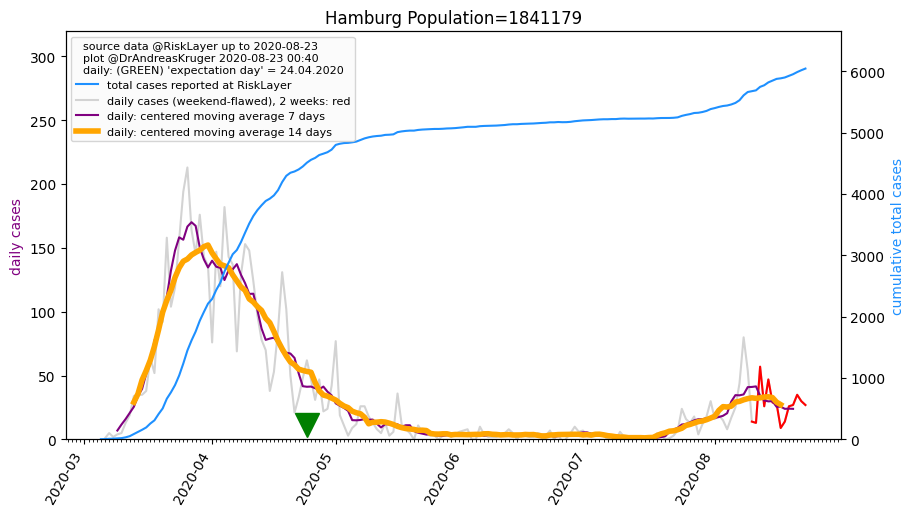 Hamburg Population=1841179
source data @RiskLayer up to 2020-08-23
plot @DrAndreasKruger 2020-08-23 00:40
daily: (GREEN) 'expectation day' = 24.04.2020
total cases reported at RiskLayer
daily cases (weekend-flawed), 2 weeks: red
daily: centered moving average 7 days
daily: centered moving average 14 days
daily cases
300
250
200
150
100
50
0
cumulative total cases
6000
5000
4000
3000
2000
1000
0
2020-03
2020-04
2020-05
2020-06
2020-07
2020-08